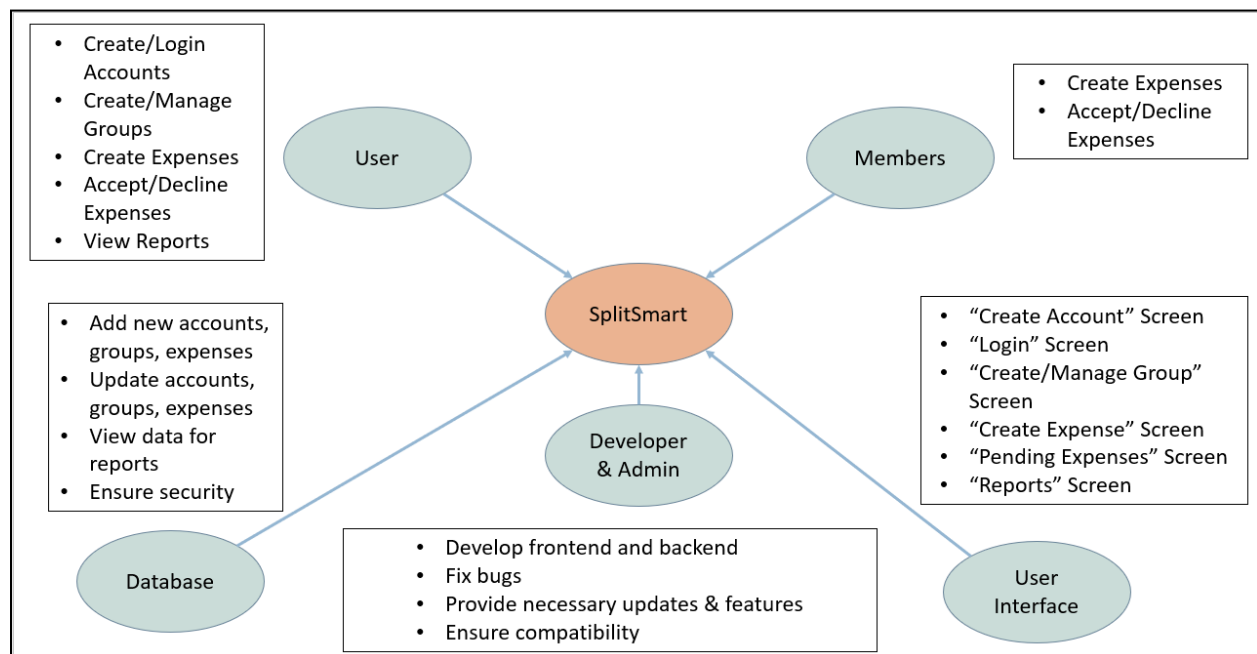 • Create/Login
Accounts
• Create/Manage
Groups
• Create Expenses
• Accept/Decline
Expenses
• View Reports
User
Members
• Create Expenses
• Accept/Decline
Expenses
SplitSmart
• Add new accounts,
groups, expenses
• Update accounts,
groups, expenses
• View data for
reports
• Ensure security
Developer
& Admin
• “Create Account” Screen
• “Login” Screen
• “Create/Manage Group”
Screen
• “Create Expense” Screen
• “Pending Expenses” Screen
• “Reports” Screen
Database
• Develop frontend and backend
• Fix bugs
• Provide necessary updates & features
• Ensure compatibility
User
Interface